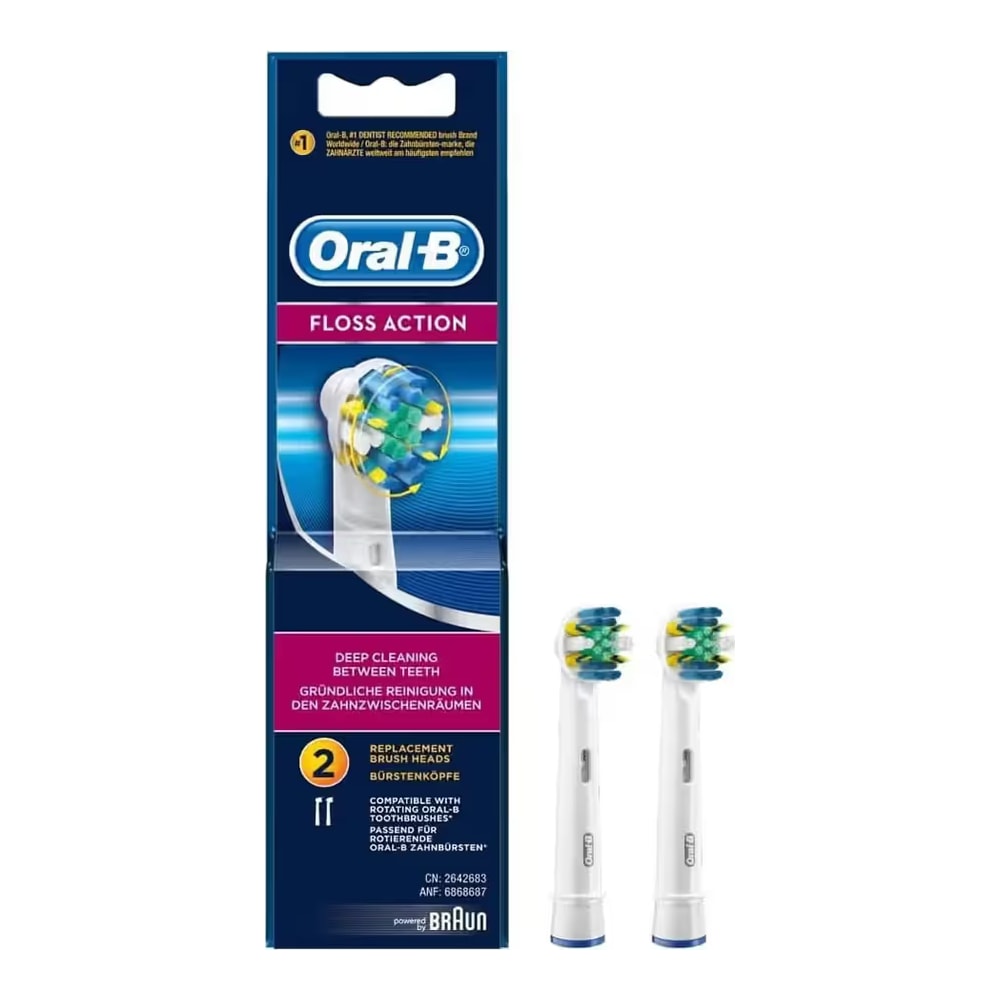 #1
Oral-B, #1 DENTIST RECOMMENDED brush Brand
Worldwide / Oral-B: die Zahnbürsten-marke, die
ZAHNÄRZTE weltweit am häufigsten empfehlen
Oral-B®
FLOSS ACTION
DEEP CLEANING
BETWEEN TEETH
GRÜNDLICHE REINIGUNG IN
DEN ZAHNZWISCHENRÄUMEN
2
REPLACEMENT
BRUSH HEADS
BÜRSTENKÖPFE
COMPATIBLE WITH
ROTATING ORAL-B
TOOTHBRUSHES*
PASSEND FÜR
ROTIERENDE
ORAL-B ZAHNBÜRSTEN*
CN: 2642683
ANF: 6868687
powered
by BRAUN
Oral-B
Oral-B